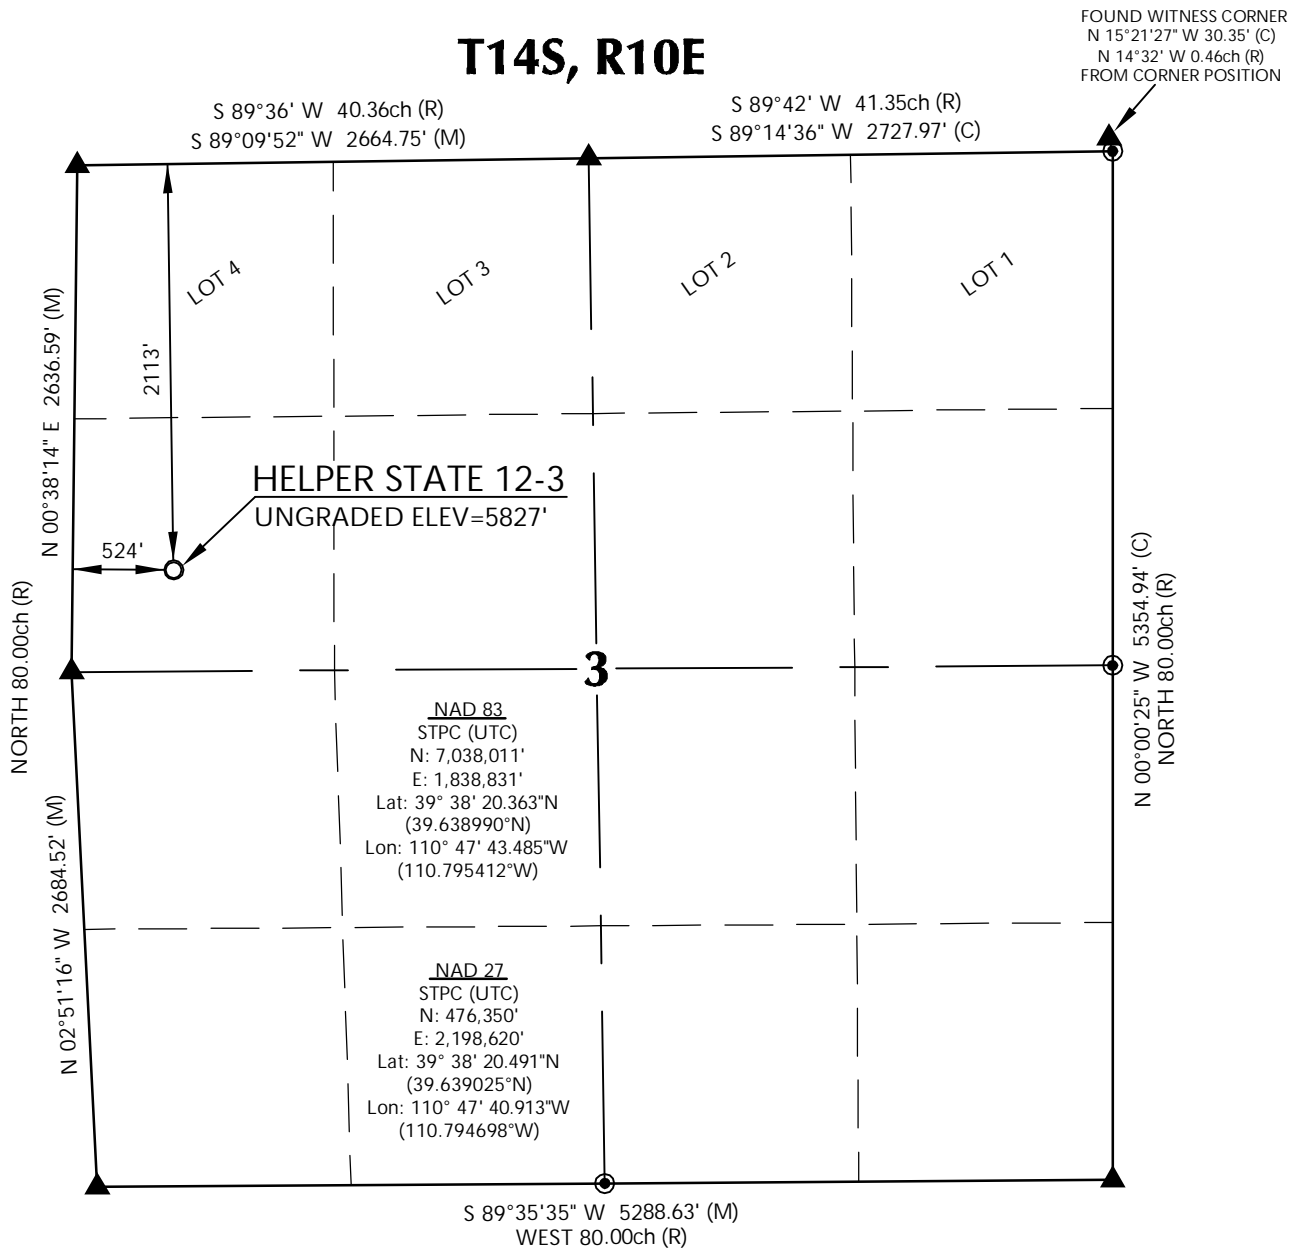 FOUND WITNESS CORNER
N 15°21'27" W 30.35' (C)
N 14°32' W 0.46ch (R)
FROM CORNER POSITION
T14S, R10E
S 89°36' W 40.36ch (R)
S 89°09'52" W 2664.75' (M)
S 89°42' W 41.35ch (R)
S 89°14'36" W 2727.97' (C)
LOT 4
LOT 3
LOT 2
LOT 1
N 00°38'14" E 2636.59' (M)
2113'
HELPER STATE 12-3
UNGRADED ELEV=5827'
524'
NORTH 80.00ch (R)
N 00°00'25" W 5354.94' (C)
NORTH 80.00ch (R)
3
NAD 83
STPC (UTC)
N: 7,038,011'
E: 1,838,831'
Lat: 39° 38' 20.363"N
(39.638990°N)
Lon: 110° 47' 43.485"W
(110.795412°W)
N 02°51'16" W 2684.52' (M)
NAD 27
STPC (UTC)
N: 476,350'
E: 2,198,620'
Lat: 39° 38' 20.491"N
(39.639025°N)
Lon: 110° 47' 40.913"W
(110.794698°W)
S 89°35'35" W 5288.63' (M)
WEST 80.00ch (R)